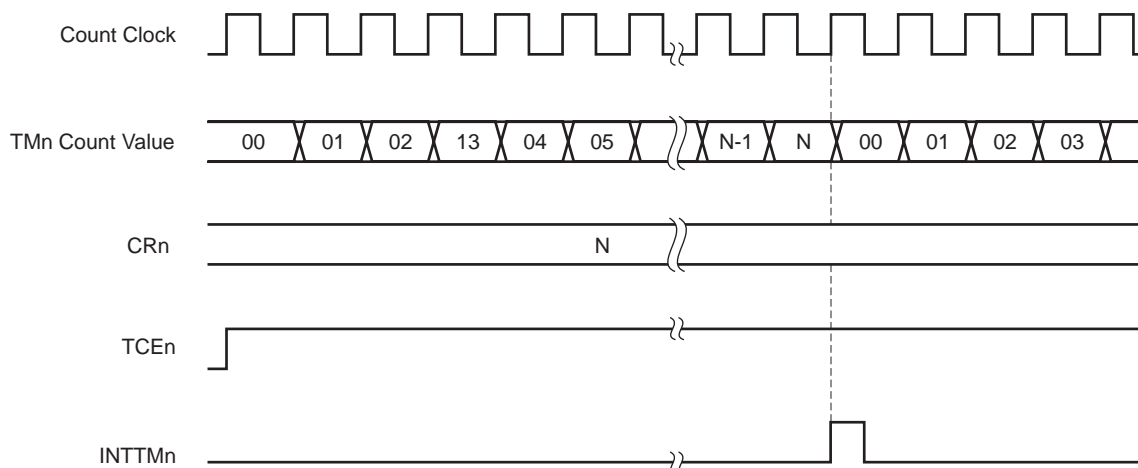 Count Clock
TMn Count Value 00 01 02 13 04 05 N-1 N 00 01 02 03
CRn N
TCEn
INTTMn